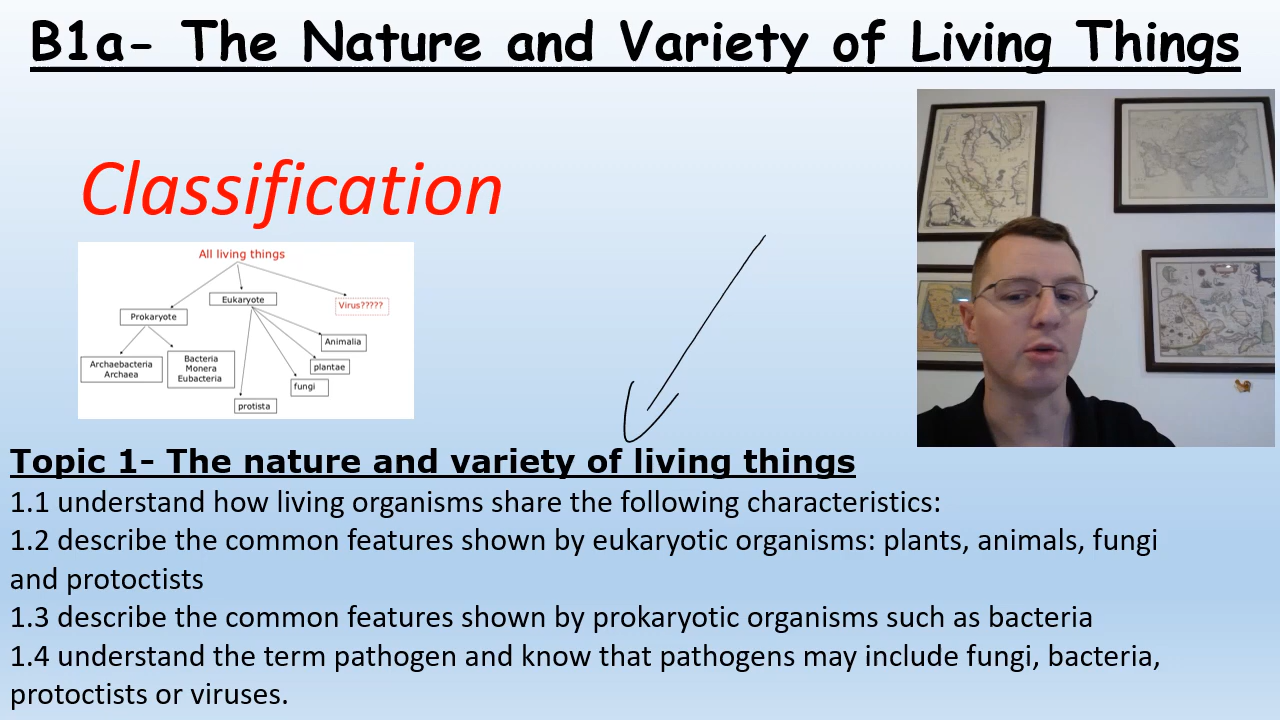 B1a- The Nature and Variety of Living Things
Classification
All living things
Eukaryote
Virus?????
Prokaryote
Animalia
Archaebacteria
Archaea
Bacteria
Monera
Eubacteria
plantae
fungi
protista
Topic 1- The nature and variety of living things
1.1 understand how living organisms share the following characteristics:
1.2 describe the common features shown by eukaryotic organisms: plants, animals, fungi
and protoctists
1.3 describe the common features shown by prokaryotic organisms such as bacteria
1.4 understand the term pathogen and know that pathogens may include fungi, bacteria,
protoctists or viruses.